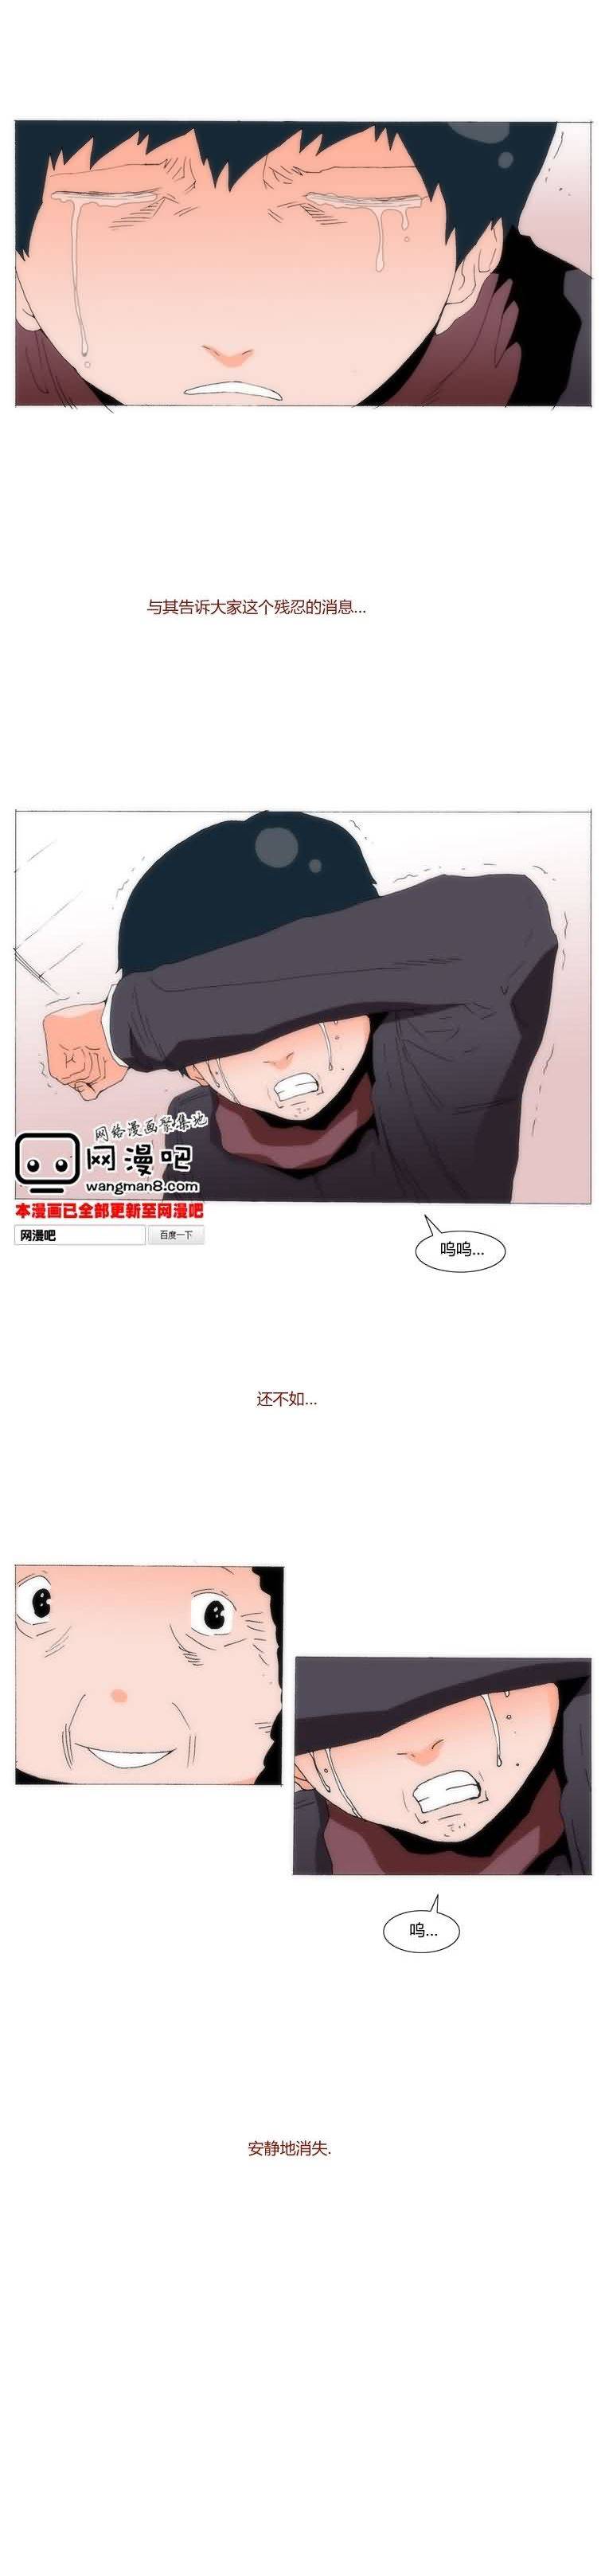 与其告诉大家这个残忍的消息...
网络漫画聚集地
网漫吧
wangman8.com
本漫画已全部更新至网漫吧
网漫吧 百度一下
呜呜...
还不如...
呜...
安静地消失.